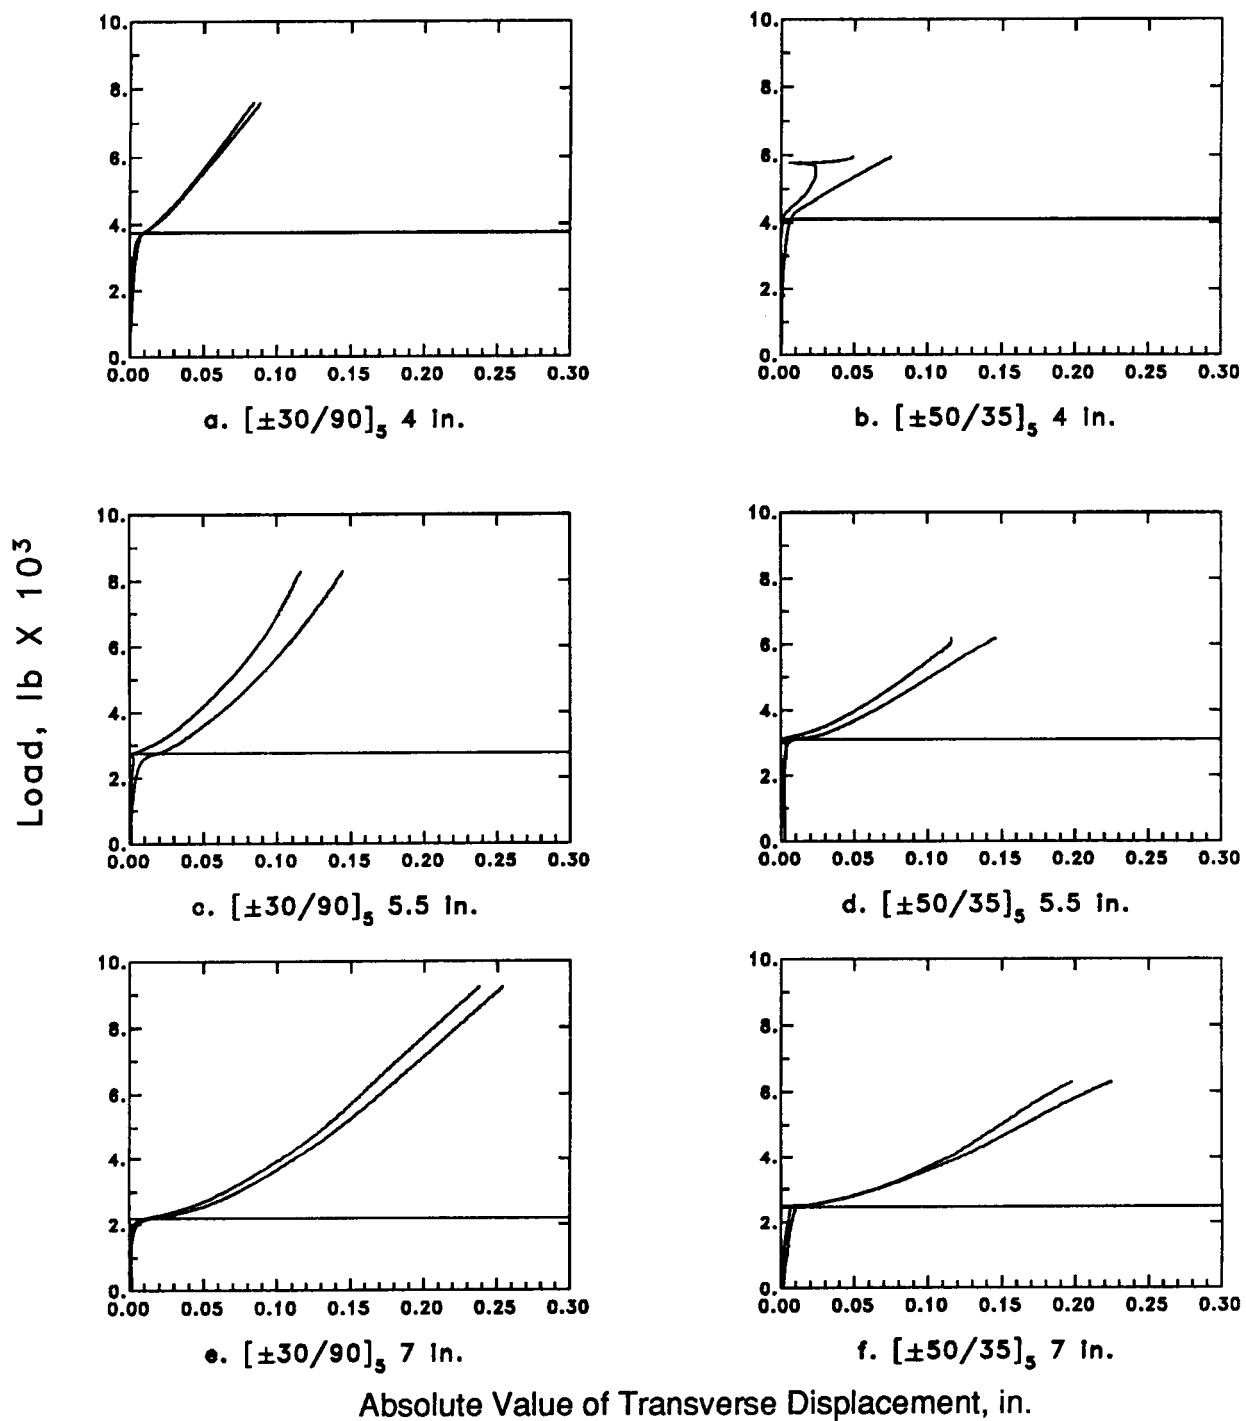 10.
8.
6.
4.
2.
0.
0.00 0.05 0.10 0.15 0.20 0.25 0.30
a. [±30/90]₅ 4 in.
10.
8.
6.
4.
2.
0.
0.00 0.05 0.10 0.15 0.20 0.25 0.30
b. [±50/35]₅ 4 in.
Load, lb X 10³
10.
8.
6.
4.
2.
0.
0.00 0.05 0.10 0.15 0.20 0.25 0.30
c. [±30/90]₅ 5.5 in.
10.
8.
6.
4.
2.
0.
0.00 0.05 0.10 0.15 0.20 0.25 0.30
d. [±50/35]₅ 5.5 in.
10.
8.
6.
4.
2.
0.
0.00 0.05 0.10 0.15 0.20 0.25 0.30
e. [±30/90]₅ 7 in.
10.
8.
6.
4.
2.
0.
0.00 0.05 0.10 0.15 0.20 0.25 0.30
f. [±50/35]₅ 7 in.
Absolute Value of Transverse Displacement, in.